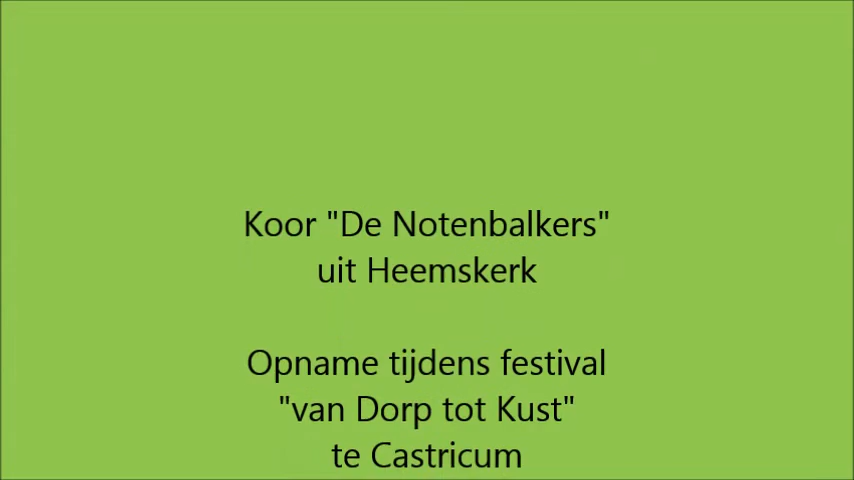 Koor "De Notenbalkers"
uit Heemskerk
Opname tijdens festival
"van Dorp tot Kust"
te Castricum